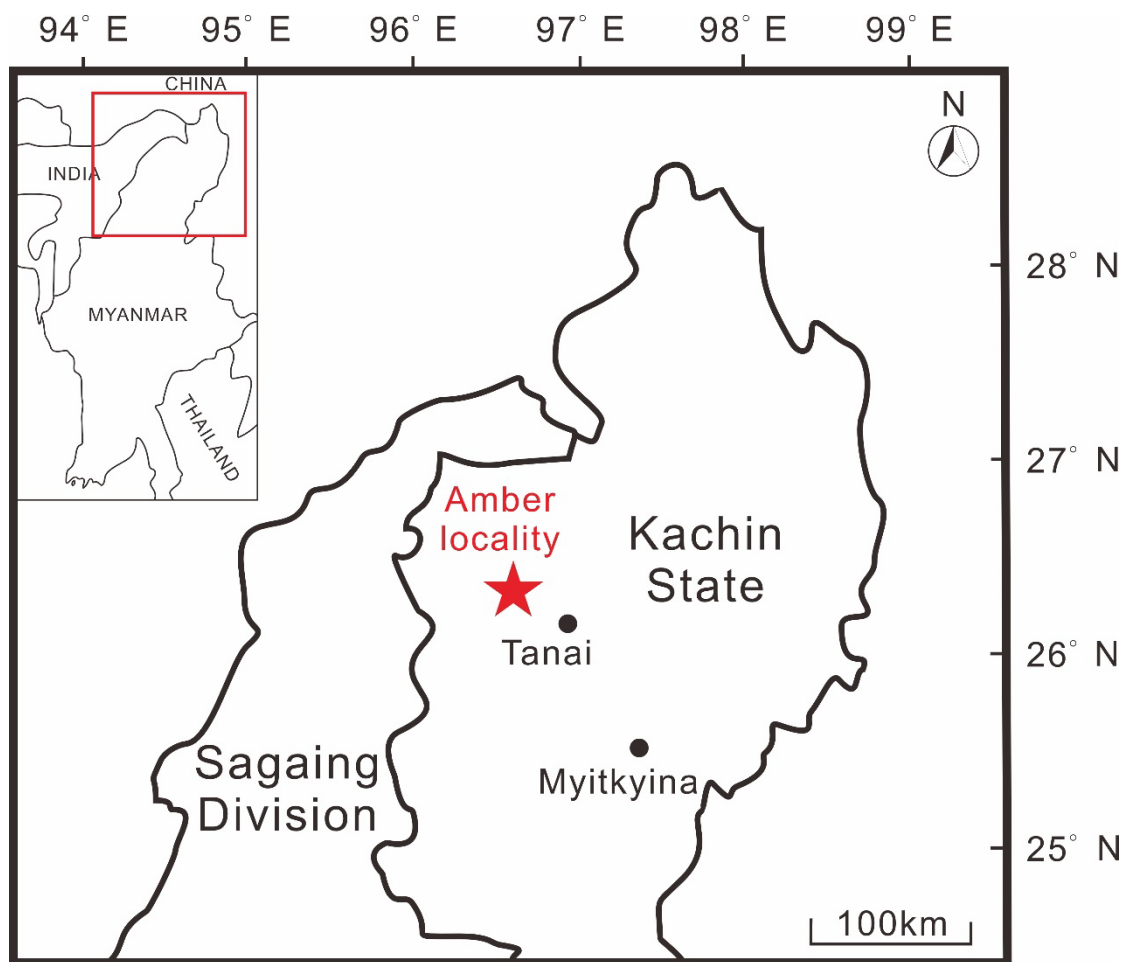 94° E 95° E 96° E 97° E 98° E 99° E
CHINA
INDIA
MYANMAR
THAILAND
N
28° N
27° N
26° N
25° N
Amber
locality
Kachin
State
Tanai
Myitkyina
Sagaing
Division
100km